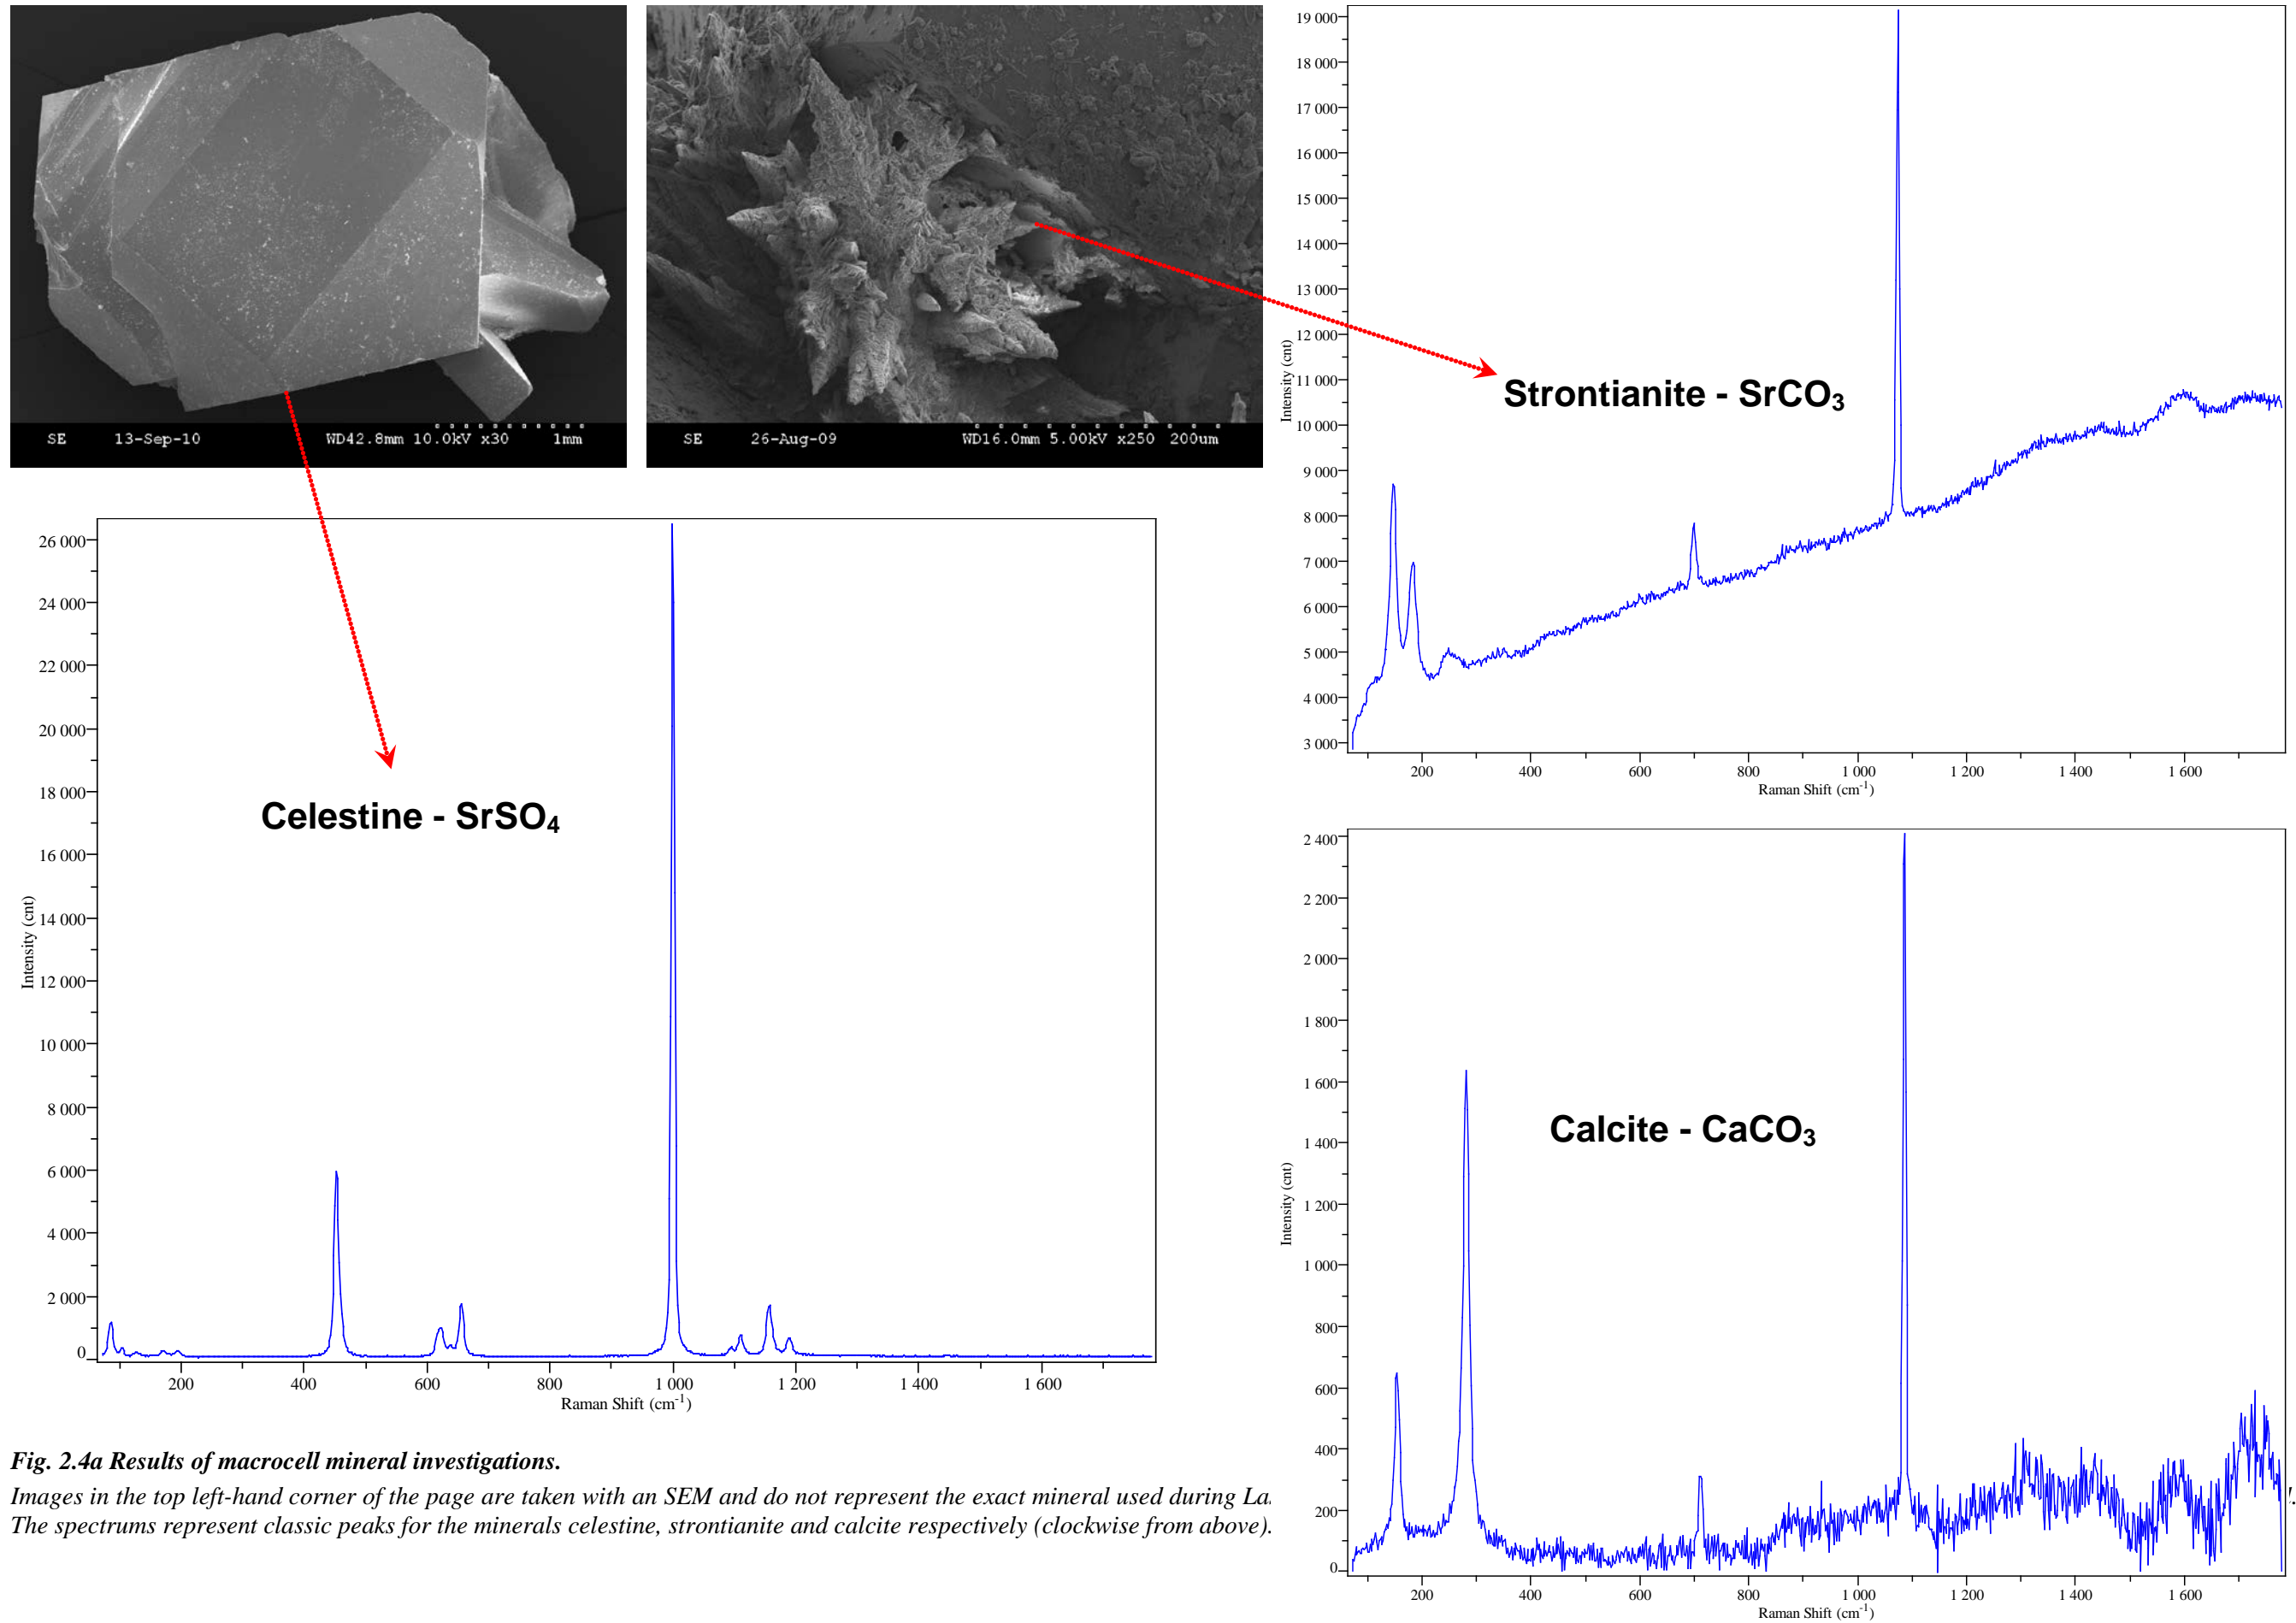 SE 13-Sep-10 WD42.8mm 10.0kV x30 1mm
SE 26-Aug-09 WD16.0mm 5.00kV x250 200um
19 000
18 000
17 000
16 000
15 000
14 000
13 000
12 000
11 000
10 000
9 000
8 000
7 000
6 000
5 000
4 000
3 000
Intensity (cnt)
Strontianite - SrCO3
200 400 600 800 1 000 1 200 1 400 1 600
Raman Shift (cm-1)
26 000
24 000
22 000
20 000
18 000
16 000
14 000
12 000
10 000
8 000
6 000
4 000
2 000
0
Intensity (cnt)
Celestine - SrSO4
200 400 600 800 1 000 1 200 1 400 1 600
Raman Shift (cm-1)
2 400
2 200
2 000
1 800
1 600
1 400
1 200
1 000
800
600
400
200
0
Intensity (cnt)
Calcite - CaCO3
200 400 600 800 1 000 1 200 1 400 1 600
Raman Shift (cm-1)
Fig. 2.4a Results of macrocell mineral investigations.
Images in the top left-hand corner of the page are taken with an SEM and do not represent the exact mineral used during
The spectrums represent classic peaks for the minerals celestine, strontianite and calcite respectively (clockwise from above).